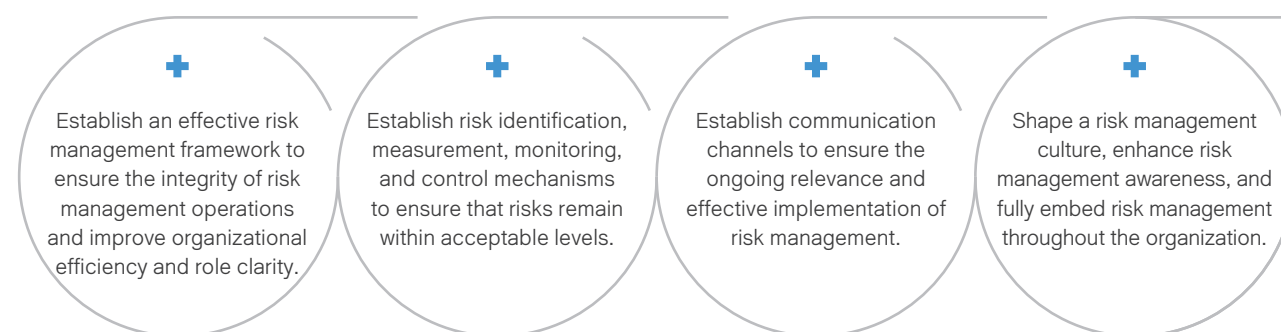 Establish an effective risk
management framework to
ensure the integrity of risk
management operations
and improve organizational
efficiency and role clarity.
Establish risk identification,
measurement, monitoring,
and control mechanisms
to ensure that risks remain
within acceptable levels.
Establish communication
channels to ensure the
ongoing relevance and
effective implementation of
risk management.
Shape a risk management
culture, enhance risk
management awareness, and
fully embed risk management
throughout the organization.